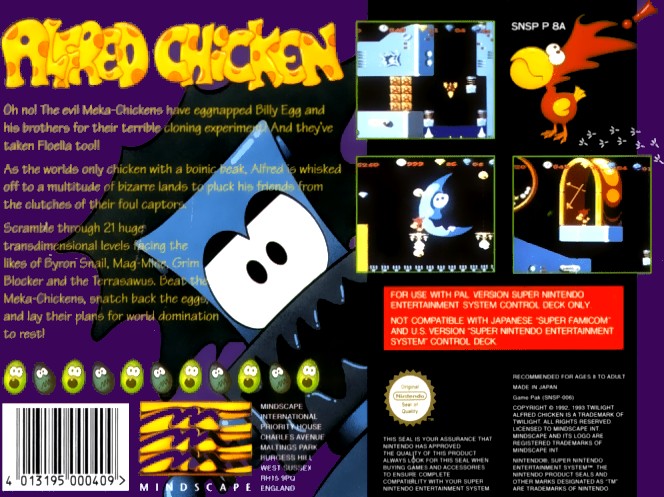 ALFRED CHICKEN
SNSP P 8A
Oh no! The evil Meka-Chickens have eggnapped Billy Egg and
his brothers for their terrible cloning experiment! And they've
taken Floella too!!
As the worlds only chicken with a boinic beak, Alfred is whisked
off to a multitude of bizarre lands to pluck his friends from
the clutches of their foul captors.
Scramble through 21 huge
transdimensional levels facing the
likes of Byron Snail, Mag-Mine, Grim
Blocker and the Terrasawus. Beat the
Meka-Chickens, snatch back the eggs,
and lay their plans for world domination
to rest!
FOR USE WITH PAL VERSION SUPER NINTENDO
ENTERTAINMENT SYSTEM CONTROL DECK ONLY.
NOT COMPATIBLE WITH JAPANESE "SUPER FAMICOM"
AND U.S. VERSION "SUPER NINTENDO ENTERTAINMENT
SYSTEM" CONTROL DECK.
4 013195 000409 >
MINDSCAPE
MINDSCAPE
INTERNATIONAL
PRIORITY HOUSE
CHARLES AVENUE
MALTINGS PARK
BURGESS HILL
WEST SUSSEX
RH15 9PQ
ENGLAND
Original
Nintendo
Seal of
Quality
THIS SEAL IS YOUR ASSURANCE THAT
NINTENDO HAS APPROVED
THE QUALITY OF THIS PRODUCT
ALWAYS LOOK FOR THIS SEAL WHEN
BUYING GAMES AND ACCESSORIES
TO ENSURE COMPLETE
COMPATIBILITY WITH YOUR SUPER
NINTENDO ENTERTAINMENT SYSTEM
RECOMMENDED FOR AGES 8 TO ADULT
MADE IN JAPAN
Game Pak (SNSP-006)
COPYRIGHT © 1992, 1993 TWILIGHT
ALFRED CHICKEN IS A TRADEMARK OF
TWILIGHT. ALL RIGHTS RESERVED
LICENSED TO MINDSCAPE INT.
MINDSCAPE AND ITS LOGO ARE
REGISTERED TRADEMARKS OF
MINDSCAPE INT
NINTENDO®, SUPER NINTENDO
ENTERTAINMENT SYSTEM™ THE
NINTENDO PRODUCT SEALS AND
OTHER MARKS DESIGNATED AS "TM"
ARE TRADEMARKS OF NINTENDO